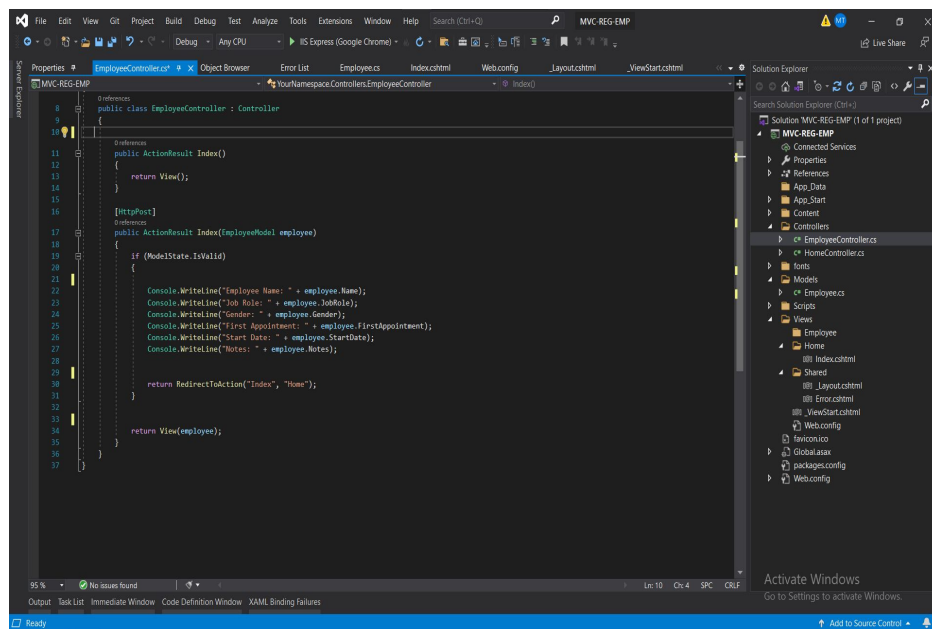 File Edit View Git Project Build Debug Test Analyze Tools Extensions Window Help Search (Ctrl+Q) MVC-REG-EMP MT
Debug Any CPU IIS Express (Google Chrome) Live Share
Server Explorer
Properties EmployeeController.cs* Object Browser Error List Employee.cs Index.cshtml Web.config _Layout.cshtml _ViewStart.cshtml
MVC-REG-EMP YourNamespace.Controllers.EmployeeController Index()
0 references
8 public class EmployeeController : Controller
9 {
10
0 references
11 public ActionResult Index()
12 {
13 return View();
14 }
15
16 [HttpPost]
0 references
17 public ActionResult Index(EmployeeModel employee)
18 {
19 if (ModelState.IsValid)
20 {
21
22 Console.WriteLine("Employee Name: " + employee.Name);
23 Console.WriteLine("Job Role: " + employee.JobRole);
24 Console.WriteLine("Gender: " + employee.Gender);
25 Console.WriteLine("First Appointment: " + employee.FirstAppointment);
26 Console.WriteLine("Start Date: " + employee.StartDate);
27 Console.WriteLine("Notes: " + employee.Notes);
28
29
30 return RedirectToAction("Index", "Home");
31 }
32
33
34 return View(employee);
35 }
36 }
37 }
95 % No issues found Ln: 10 Ch: 4 SPC CRLF
Output Task List Immediate Window Code Definition Window XAML Binding Failures
Ready Add to Source Control
Solution Explorer
Search Solution Explorer (Ctrl+;)
Solution 'MVC-REG-EMP' (1 of 1 project)
MVC-REG-EMP
Connected Services
Properties
References
App_Data
App_Start
Content
Controllers
C# EmployeeController.cs
C# HomeController.cs
fonts
Models
C# Employee.cs
Scripts
Views
Employee
Home
Index.cshtml
Shared
_Layout.cshtml
Error.cshtml
_ViewStart.cshtml
Web.config
favicon.ico
Global.asax
packages.config
Web.config
Activate Windows
Go to Settings to activate Windows.